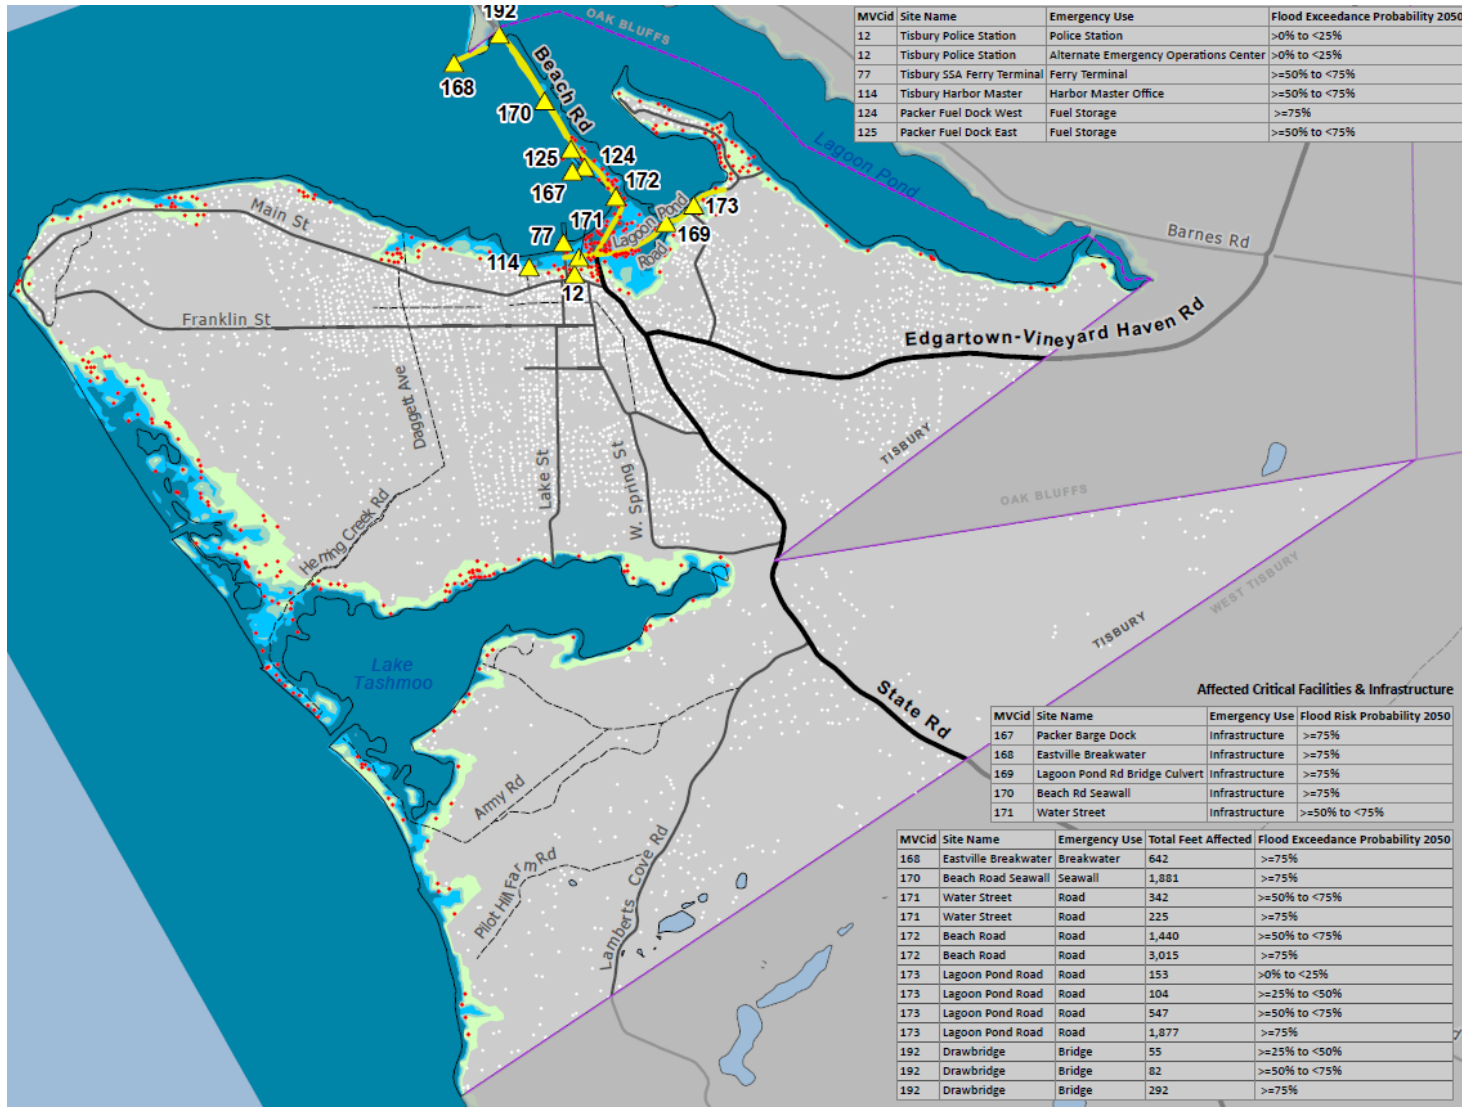 192
OAK BLUFFS
Beach Rd
168
170
125
124
167
172
Lagoon Pond
173
171
Lagoon Pond
Road
169
77
114
12
Main St
Barnes Rd
Franklin St
Edgartown-Vineyard Haven Rd
Daggett Ave
TISBURY
Lake St
W. Spring St
OAK BLUFFS
Herring Creek Rd
WEST TISBURY
TISBURY
Lake
Tashmoo
State Rd
Army Rd
Pilot Hill Farm Rd
Lamberts Cove Rd
MVCid Site Name Emergency Use Flood Exceedance Probability 2050
12 Tisbury Police Station Police Station >0% to <25%
12 Tisbury Police Station Alternate Emergency Operations Center >0% to <25%
77 Tisbury SSA Ferry Terminal Ferry Terminal >=50% to <75%
114 Tisbury Harbor Master Harbor Master Office >=50% to <75%
124 Packer Fuel Dock West Fuel Storage >=75%
125 Packer Fuel Dock East Fuel Storage >=50% to <75%
Affected Critical Facilities & Infrastructure
MVCid Site Name Emergency Use Flood Risk Probability 2050
167 Packer Barge Dock Infrastructure >=75%
168 Eastville Breakwater Infrastructure >=75%
169 Lagoon Pond Rd Bridge Culvert Infrastructure >=75%
170 Beach Rd Seawall Infrastructure >=75%
171 Water Street Infrastructure >=50% to <75%
MVCid Site Name Emergency Use Total Feet Affected Flood Exceedance Probability 2050
168 Eastville Breakwater Breakwater 642 >=75%
170 Beach Road Seawall Seawall 1,881 >=75%
171 Water Street Road 342 >=50% to <75%
171 Water Street Road 225 >=75%
172 Beach Road Road 1,440 >=50% to <75%
172 Beach Road Road 3,015 >=75%
173 Lagoon Pond Road Road 153 >0% to <25%
173 Lagoon Pond Road Road 104 >=25% to <50%
173 Lagoon Pond Road Road 547 >=50% to <75%
173 Lagoon Pond Road Road 1,877 >=75%
192 Drawbridge Bridge 55 >=25% to <50%
192 Drawbridge Bridge 82 >=50% to <75%
192 Drawbridge Bridge 292 >=75%